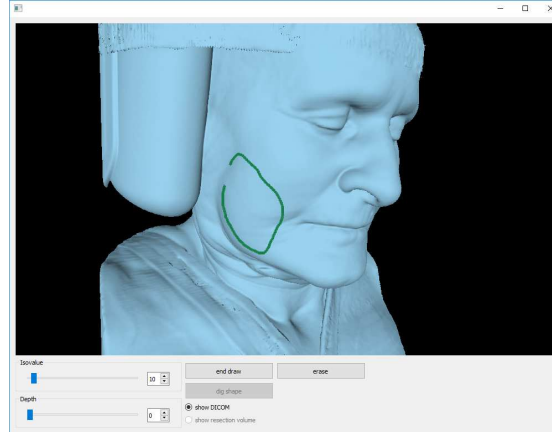 Isovalue
10
end draw
erase
dig shape
Depth
0
show DICOM
show resection volume